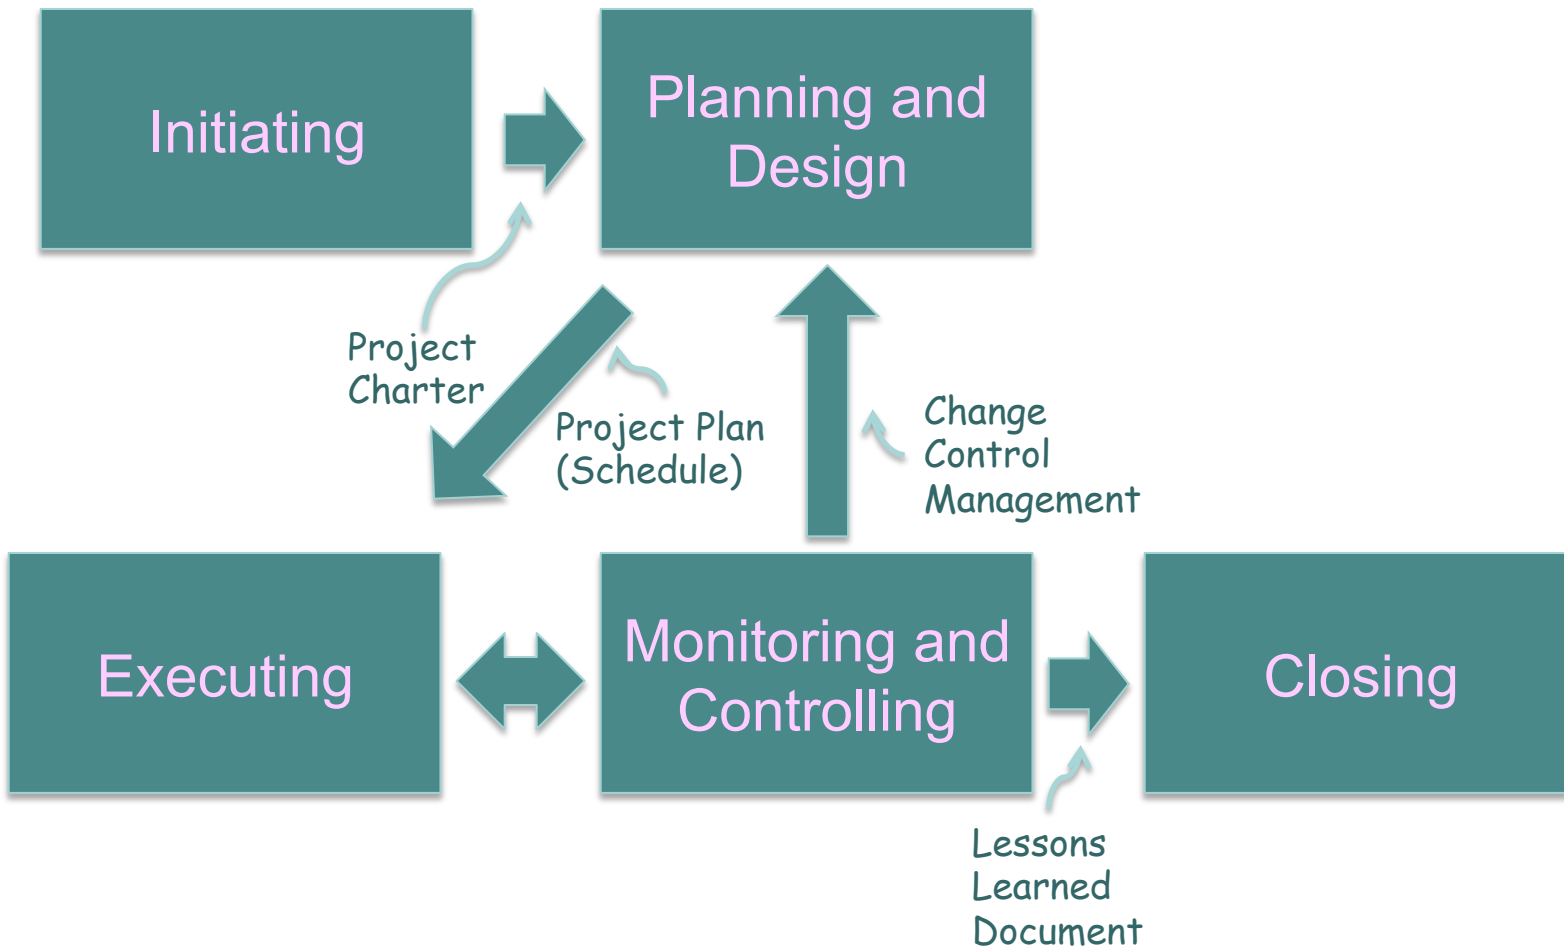 Initiating
Planning and
Design
Project
Charter
Project Plan
(Schedule)
Change
Control
Management
Executing
Monitoring and
Controlling
Closing
Lessons
Learned
Document